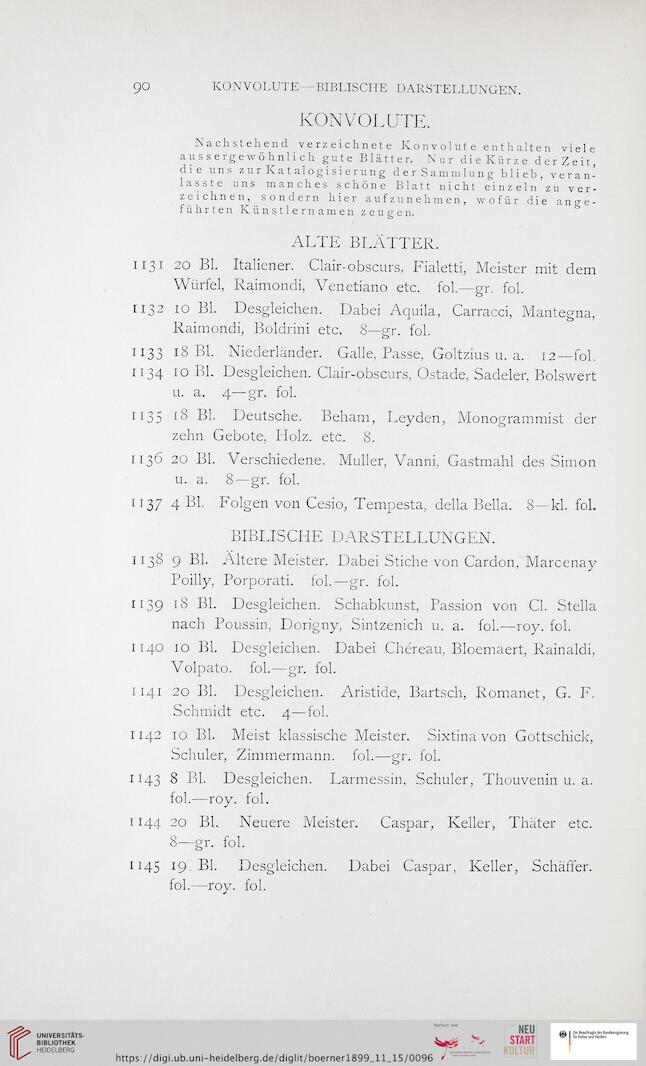 90 KONVOLUTE—BIBLISCHE DARSTELLUNGEN.
KONVOLUTE.
Nachstehend verzeichnete Konvolute enthalten viele
aussergewöhnlich gute Blätter. Nur die Kürze der Zeit,
die uns zur Katalogisierung der Sammlung blieb, veran-
lasste uns manches schöne Blatt nicht einzeln zu ver-
zeichnen, sondern hier aufzunehmen, wofür die ange-
führten Künstlernamen zeugen.
ALTE BLÄTTER.
1131 20 Bl. Italiener. Clair-obscurs, Fialetti, Meister mit dem
Würfel, Raimondi, Venetiano etc. fol.—gr. fol.
1132 10 Bl. Desgleichen. Dabei Aquila, Carracci, Mantegna,
Raimondi, Boldrini etc. 8—gr. fol.
1133 18 Bl. Niederländer. Galle, Passe, Goltzius u. a. 12—fol.
1134 10 Bl. Desgleichen. Clair-obscurs, Ostade, Sadeler, Bolswert
u. a. 4—gr. fol.
1135 18 Bl. Deutsche. Beham, Leyden, Monogrammist der
zehn Gebote, Holz. etc. 8.
1136 20 Bl. Verschiedene. Muller, Vanni, Gastmahl des Simon
u. a. 8—gr. fol.
1137 4 Bl. Folgen von Cesio, Tempesta, della Bella. 8—kl. fol.
BIBLISCHE DARSTELLUNGEN.
1138 9 Bl. Ältere Meister. Dabei Stiche von Cardon, Marcenay
Poilly, Porporati. fol.—gr. fol.
1139 18 Bl. Desgleichen. Schabkunst, Passion von Cl. Stella
nach Poussin, Dorigny, Sintzenich u. a. fol.—roy. fol.
1140 10 Bl. Desgleichen. Dabei Chéreau, Bloemaert, Rainaldi,
Volpato. fol.—gr. fol.
1141 20 Bl. Desgleichen. Aristide, Bartsch, Romanet, G. F.
Schmidt etc. 4—fol.
1142 10 Bl. Meist klassische Meister. Sixtina von Gottschick,
Schuler, Zimmermann. fol.—gr. fol.
1143 8 Bl. Desgleichen. Larmessin, Schuler, Thouvenin u. a.
fol.—roy. fol.
1144 20 Bl. Neuere Meister. Caspar, Keller, Thäter etc.
8—gr. fol.
1145 19 Bl. Desgleichen. Dabei Caspar, Keller, Schäffer.
fol.—roy. fol.
UNIVERSITÄTS-
BIBLIOTHEK
HEIDELBERG
https://digi.ub.uni-heidelberg.de/diglit/boerner1899_11_15/0096
Partner von
NEU
START
KULTUR
Die Beauftragte der Bundesregierung
für Kultur und Medien